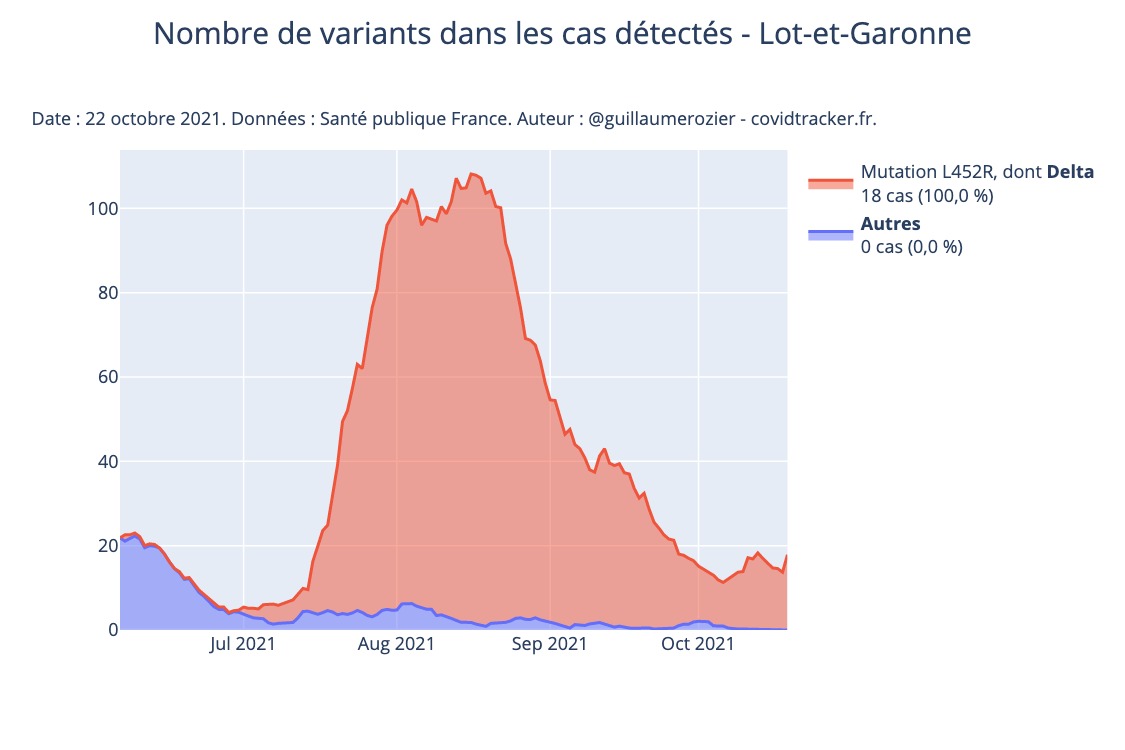 Nombre de variants dans les cas détectés - Lot-et-Garonne
Date : 22 octobre 2021. Données : Santé publique France. Auteur : @guillaumerozier - covidtracker.fr.
Mutation L452R, dont Delta
18 cas (100,0 %)
Autres
0 cas (0,0 %)
100
80
60
40
20
0
Jul 2021
Aug 2021
Sep 2021
Oct 2021